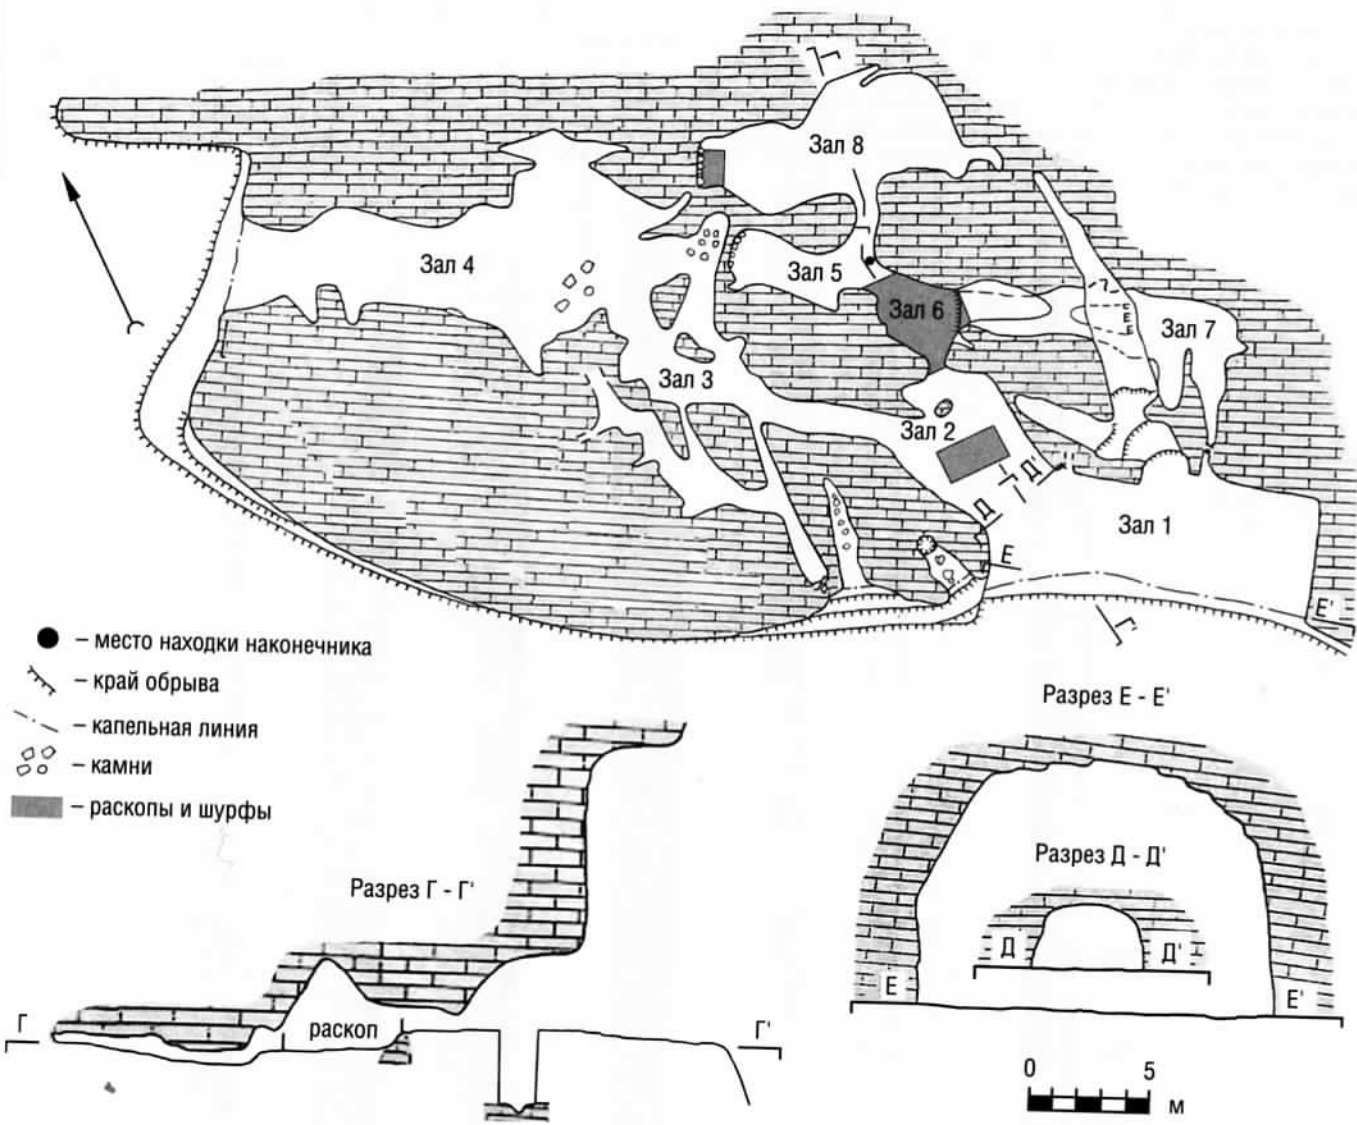 Г
Зал 8
Зал 4
Зал 5
Зал 6
Зал 7
Зал 3
Зал 2
Д'
Д
Зал 1
Е
Е'
Г'
– место находки наконечника
– край обрыва
– капельная линия
– камни
– раскопы и шурфы
Разрез Е - Е'
Разрез Г - Г'
Разрез Д - Д'
Д
Д'
Е
Е'
Г
раскоп
Г'
0
5
м